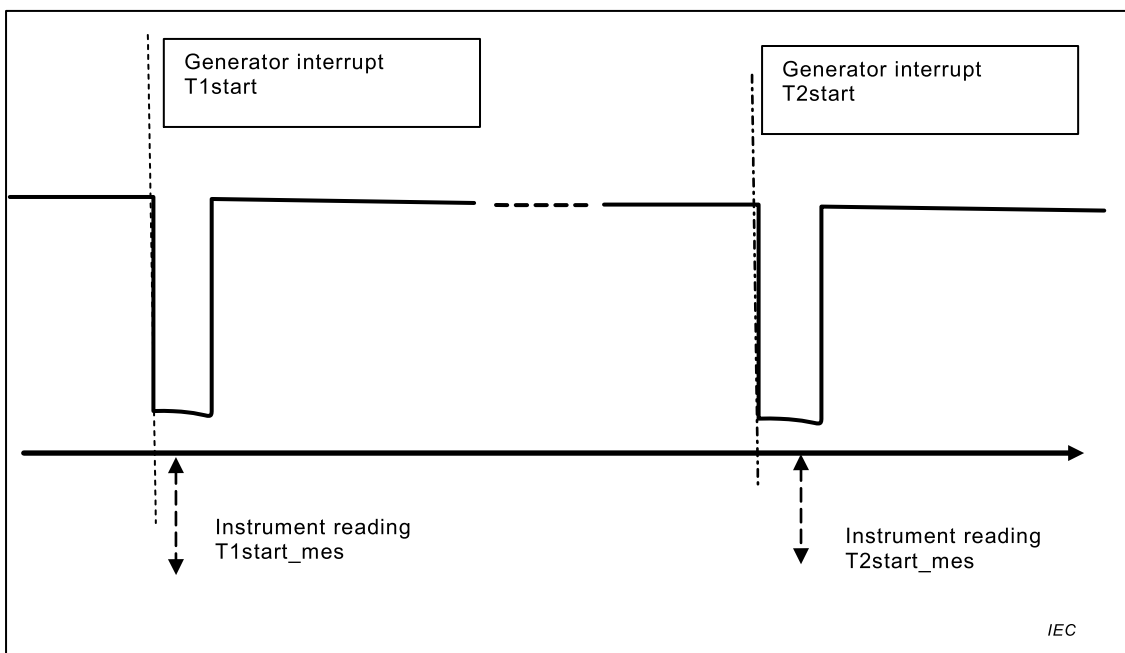 Generator interrupt
T1start
Generator interrupt
T2start
Instrument reading
T1start_mes
Instrument reading
T2start_mes
IEC